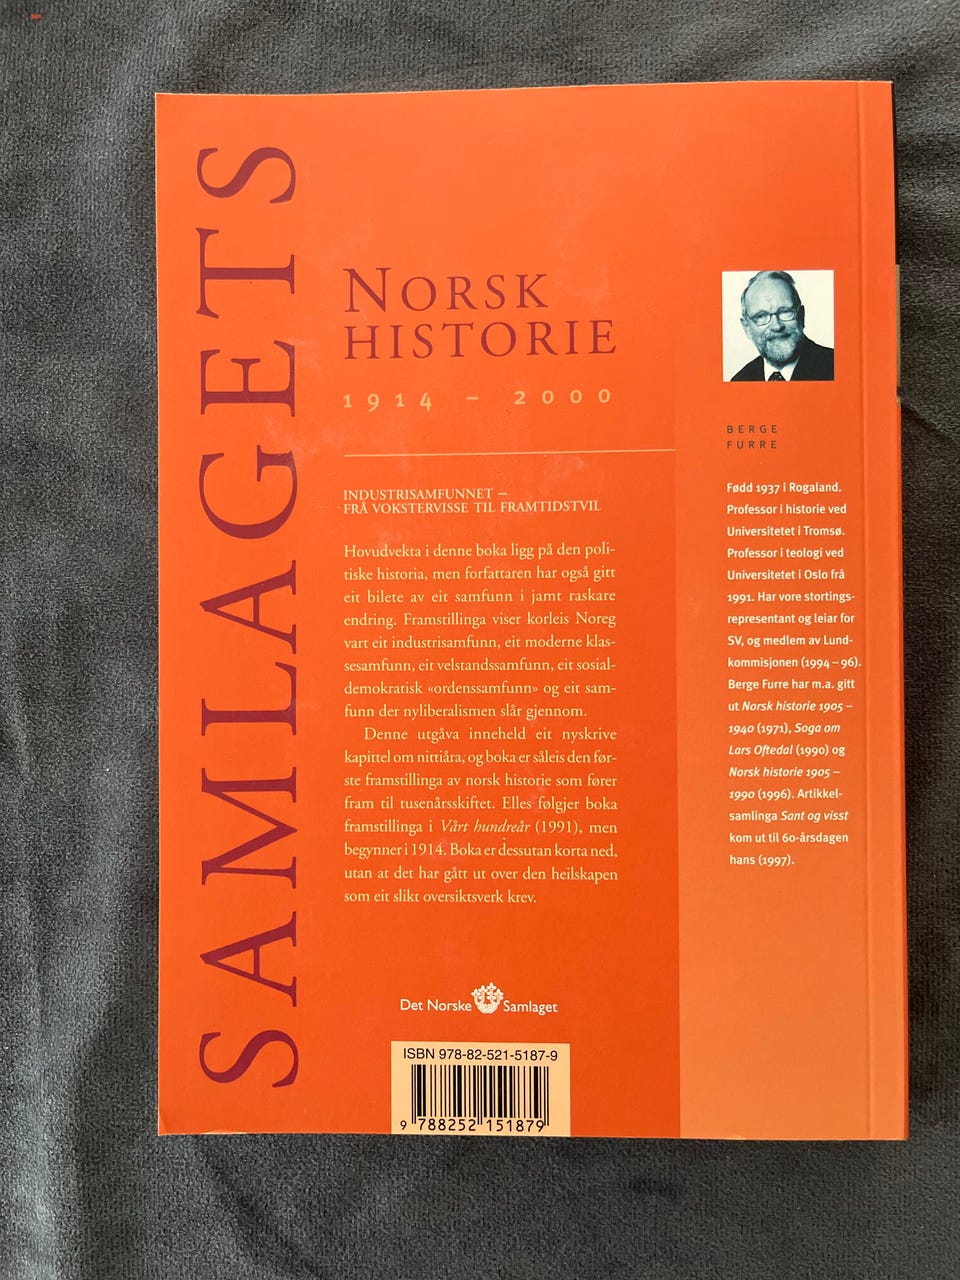 SAMLAGETS
NORSK
HISTORIE
1914 – 2000
INDUSTRISAMFUNNET –
FRÅ VOKSTERVISSE TIL FRAMTIDSTVIL
Hovudvekta i denne boka ligg på den poli-
tiske historia, men forfattaren har også gitt
eit bilete av eit samfunn i jamt raskare
endring. Framstillinga viser korleis Noreg
vart eit industrisamfunn, eit moderne klas-
sesamfunn, eit velstandssamfunn, eit sosial-
demokratisk «ordenssamfunn» og eit sam-
funn der nyliberalismen slår gjennom.
Denne utgåva inneheld eit nyskrive
kapittel om nittiåra, og boka er såleis den før-
ste framstillinga av norsk historie som fører
fram til tusenårsskiftet. Elles følgjer boka
framstillinga i Vårt hundreår (1991), men
begynner i 1914. Boka er dessutan korta ned,
utan at det har gått ut over den heilskapen
som eit slikt oversiktsverk krev.
Det Norske Samlaget
ISBN 978-82-521-5187-9
9 788252 151879
BERGE
FURRE
Fødd 1937 i Rogaland.
Professor i historie ved
Universitetet i Tromsø.
Professor i teologi ved
Universitetet i Oslo frå
1991. Har vore stortings-
representant og leiar for
SV, og medlem av Lund-
kommisjonen (1994 – 96).
Berge Furre har m.a. gitt
ut Norsk historie 1905 –
1940 (1971), Soga om
Lars Oftedal (1990) og
Norsk historie 1905 –
1990 (1996). Artikkel-
samlinga Sant og visst
kom ut til 60-årsdagen
hans (1997).